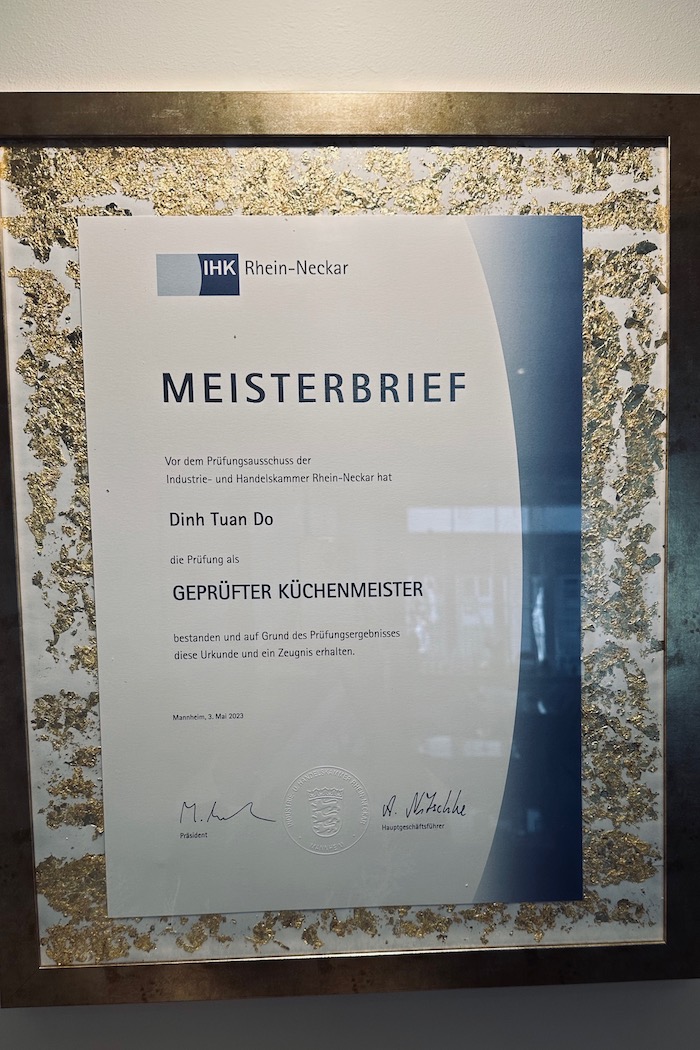 IHK Rhein-Neckar
MEISTERBRIEF
Vor dem Prüfungsausschuss der
Industrie- und Handelskammer Rhein-Neckar hat
Dinh Tuan Do
die Prüfung als
GEPRÜFTER KÜCHENMEISTER
bestanden und auf Grund des Prüfungsergebnisses
diese Urkunde und ein Zeugnis erhalten.
Mannheim, 3. Mai 2023
A. Nitschke
Präsident
Hauptgeschäftsführer